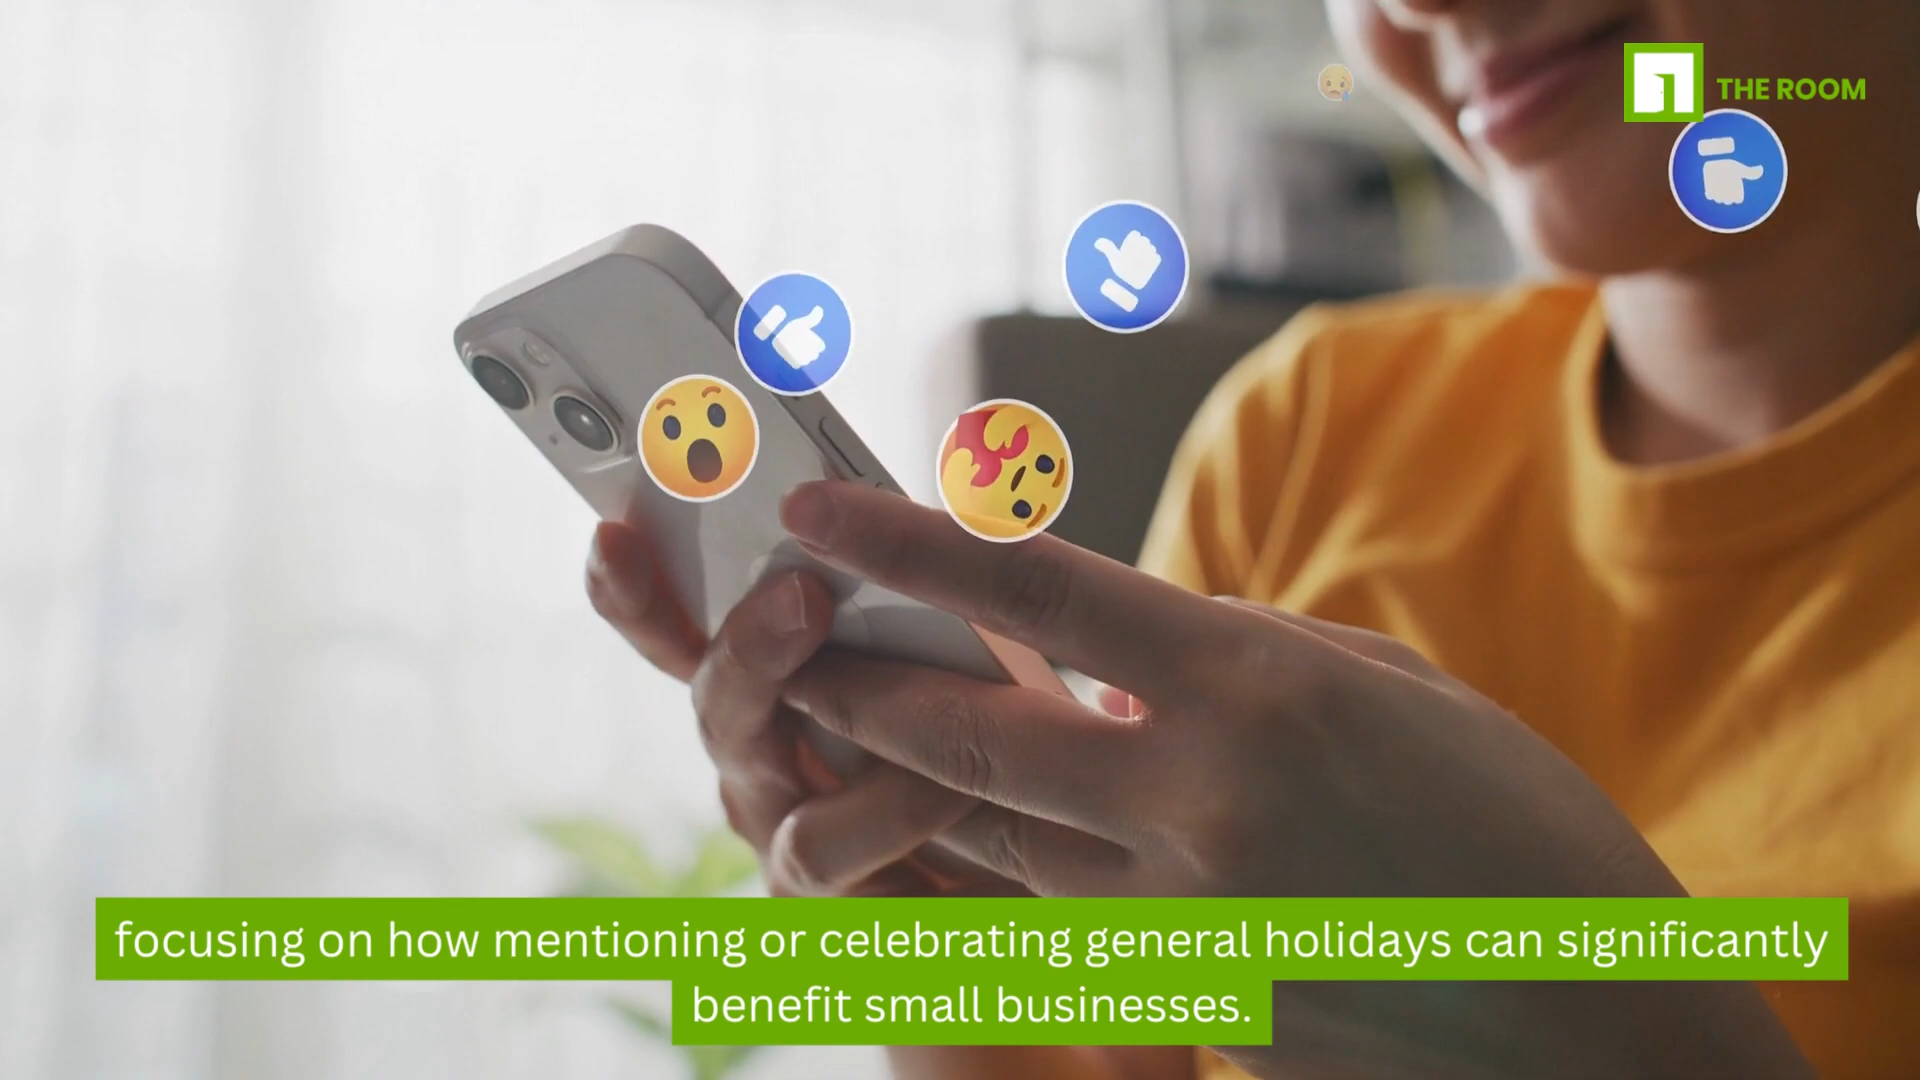 THE ROOM
focusing on how mentioning or celebrating general holidays can significantly
benefit small businesses.